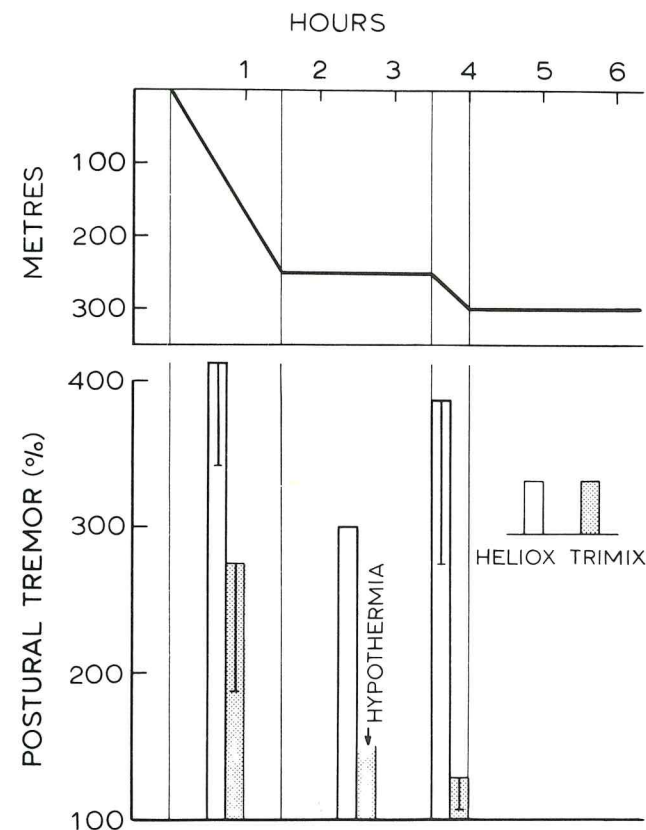 HOURS
1 2 3 4 5 6
METRES
100
200
300
POSTURAL TREMOR (%)
400
300
200
100
HYPOTHERMIA
HELIOX TRIMIX